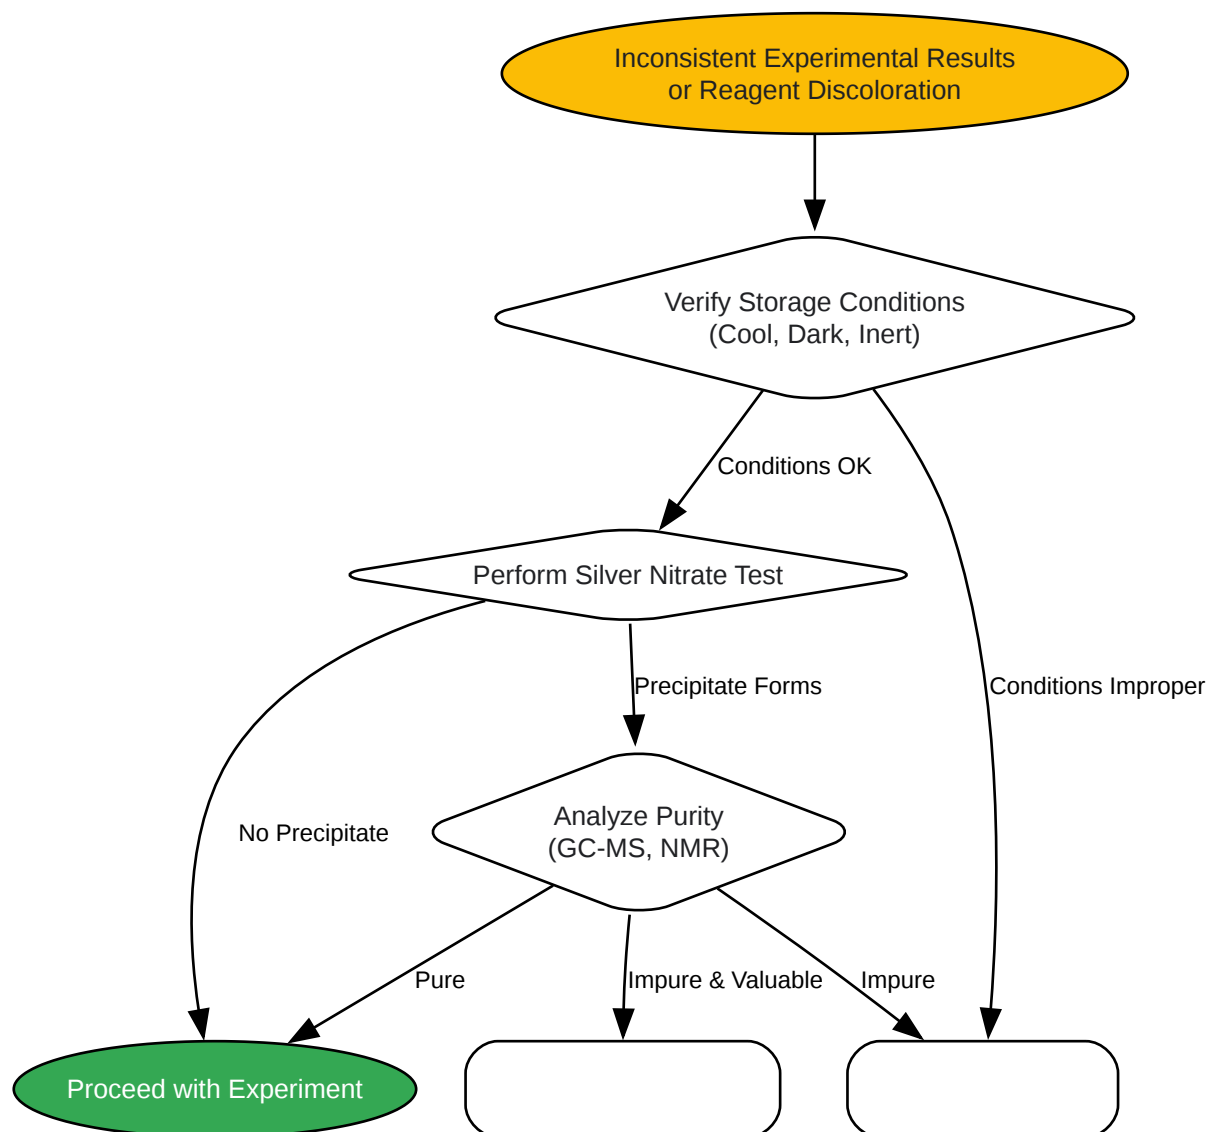 Inconsistent Experimental Results
or Reagent Discoloration
Verify Storage Conditions
(Cool, Dark, Inert)
Conditions OK
Perform Silver Nitrate Test
Precipitate Forms
Conditions Improper
No Precipitate
Analyze Purity
(GC-MS, NMR)
Pure
Impure & Valuable
Impure
Proceed with Experiment